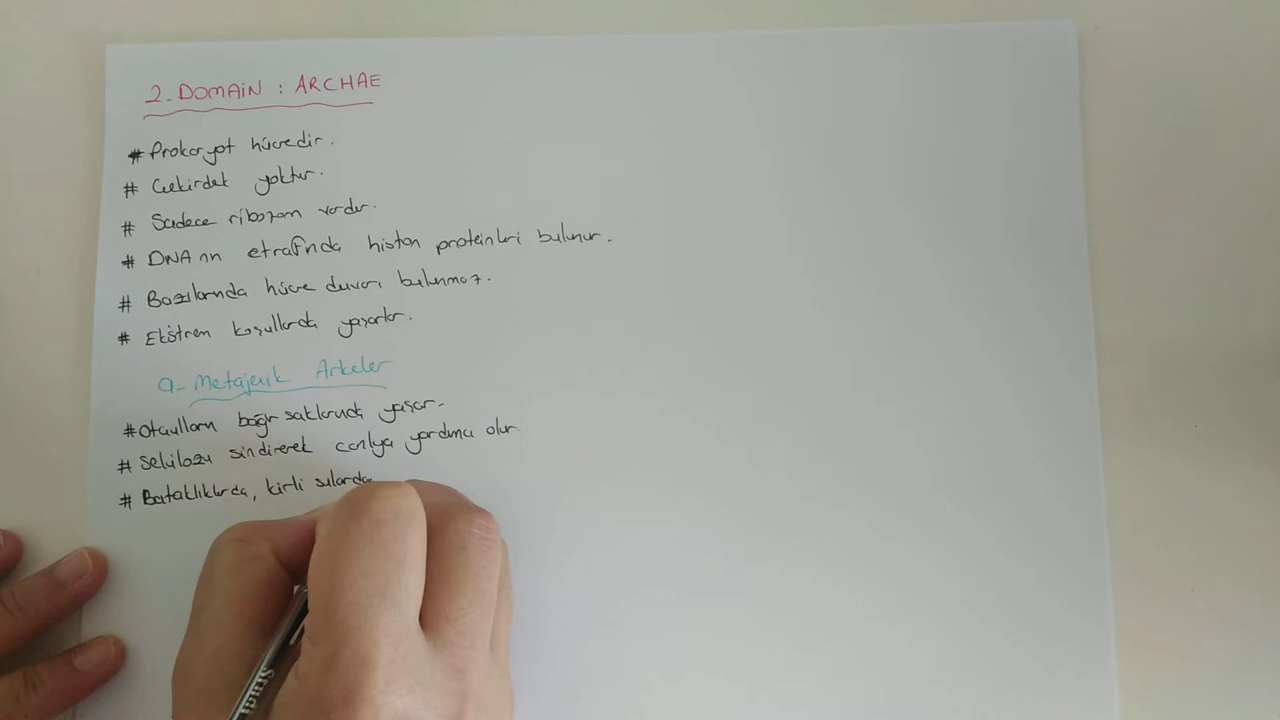 2. DOMAİN : ARCHAE
# Prokaryot hücredir.
# Çekirdek yoktur.
# Sadece ribozom vardır.
# DNA nın etrafında histon proteinleri bulunur.
# Bazılarında hücre duvarı bulunmaz.
# Ekstrem koşullarda yaşarlar.
a- Metajenik Arkeler
# Otçulların bağırsaklarında yaşar.
# Selülozu sindirerek canlıya yardımcı olur.
# Bataklıklarda, kirli sularda